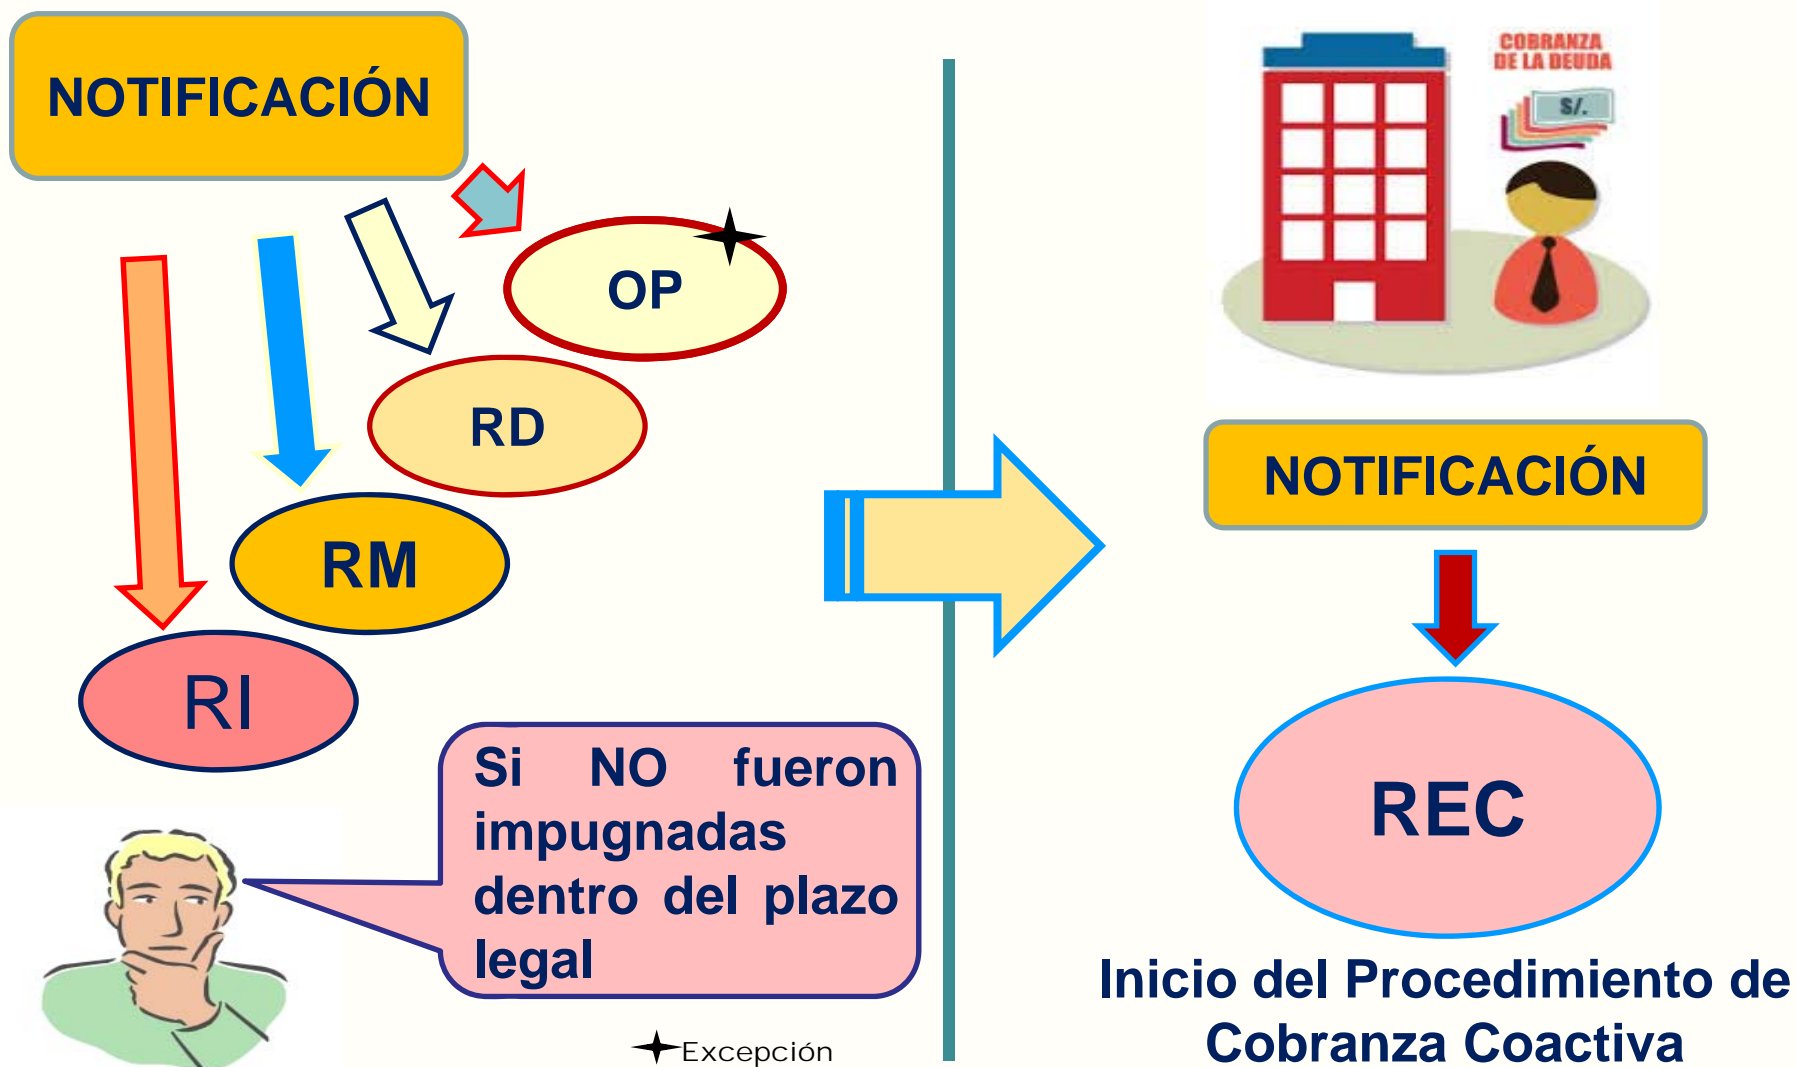 NOTIFICACIÓN
OP
RD
RM
RI
Si NO fueron
impugnadas
dentro del plazo
legal
Excepción
COBRANZA
DE LA DEUDA
S/.
NOTIFICACIÓN
REC
Inicio del Procedimiento de
Cobranza Coactiva